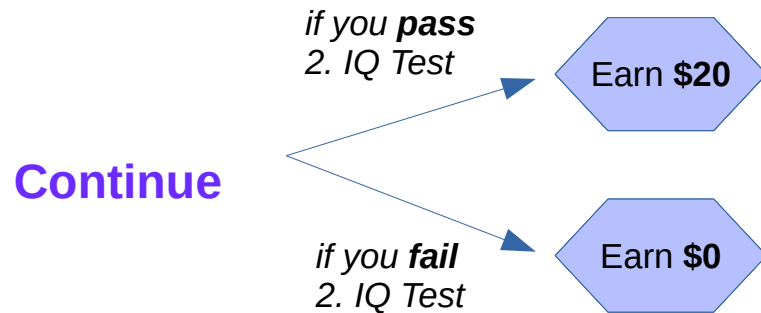 if you pass
2. IQ Test
Earn $20
Continue
if you fail
2. IQ Test
Earn $0